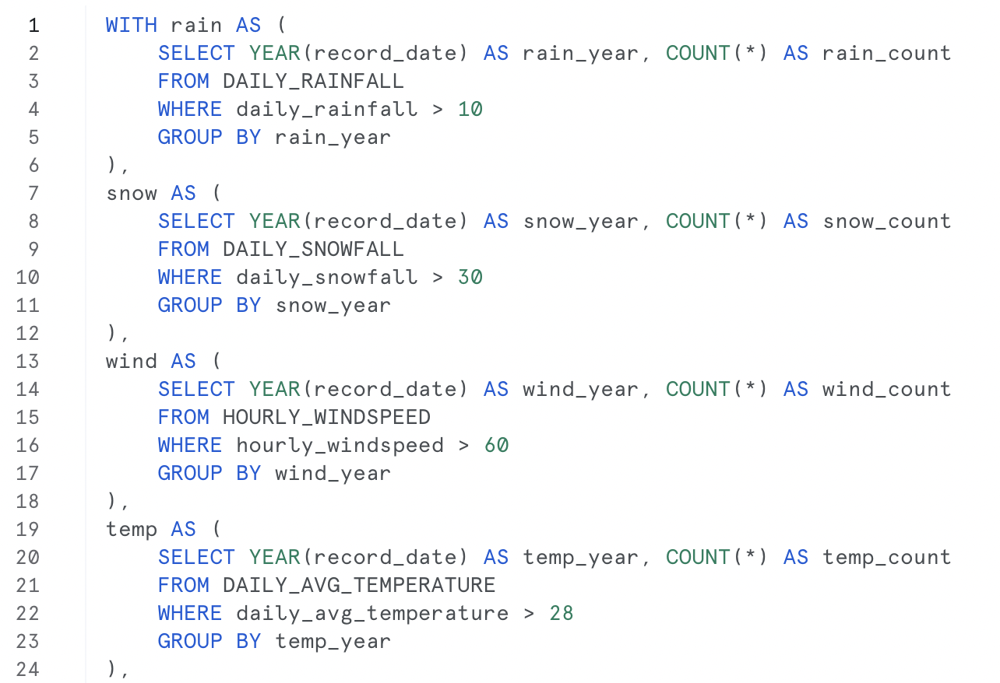 1 WITH rain AS (
2 SELECT YEAR(record_date) AS rain_year, COUNT(*) AS rain_count
3 FROM DAILY_RAINFALL
4 WHERE daily_rainfall > 10
5 GROUP BY rain_year
6 ),
7 snow AS (
8 SELECT YEAR(record_date) AS snow_year, COUNT(*) AS snow_count
9 FROM DAILY_SNOWFALL
10 WHERE daily_snowfall > 30
11 GROUP BY snow_year
12 ),
13 wind AS (
14 SELECT YEAR(record_date) AS wind_year, COUNT(*) AS wind_count
15 FROM HOURLY_WINDSPEED
16 WHERE hourly_windspeed > 60
17 GROUP BY wind_year
18 ),
19 temp AS (
20 SELECT YEAR(record_date) AS temp_year, COUNT(*) AS temp_count
21 FROM DAILY_AVG_TEMPERATURE
22 WHERE daily_avg_temperature > 28
23 GROUP BY temp_year
24 ),